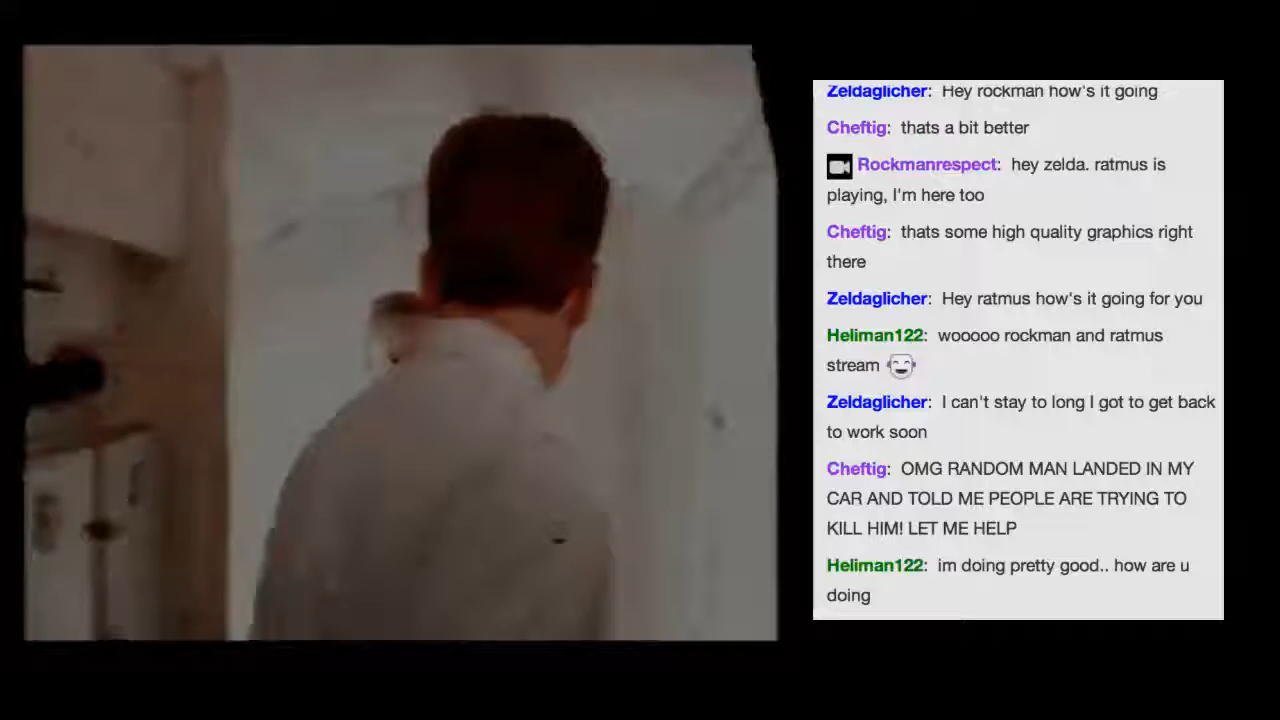 Zeldaglicher: Hey rockman how's it going
Cheftig: thats a bit better
Rockmanrespect: hey zelda. ratmus is
playing, I'm here too
Cheftig: thats some high quality graphics right
there
Zeldaglicher: Hey ratmus how's it going for you
Heliman122: wooooo rockman and ratmus
stream
Zeldaglicher: I can't stay to long I got to get back
to work soon
Cheftig: OMG RANDOM MAN LANDED IN MY
CAR AND TOLD ME PEOPLE ARE TRYING TO
KILL HIM! LET ME HELP
Heliman122: im doing pretty good.. how are u
doing